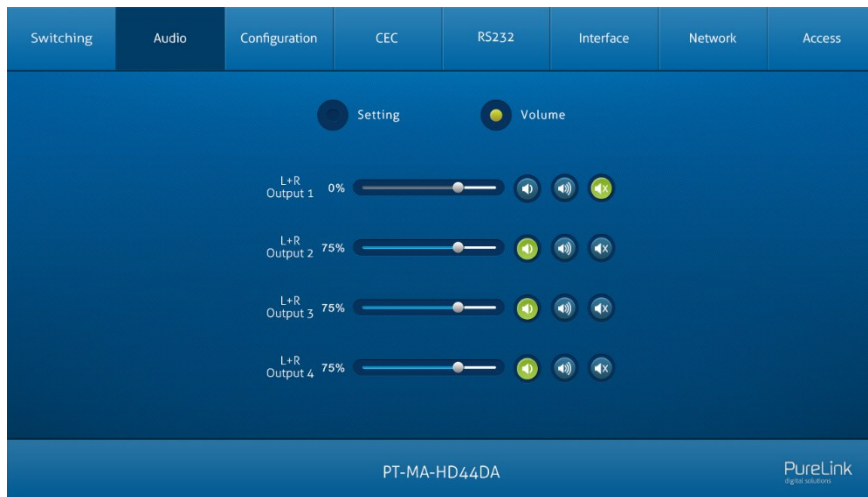 Switching Audio Configuration CEC RS232 Interface Network Access
Setting Volume
L+R
Output 1 0%
L+R
Output 2 75%
L+R
Output 3 75%
L+R
Output 4 75%
PT-MA-HD44DA
PureLink
digital solutions